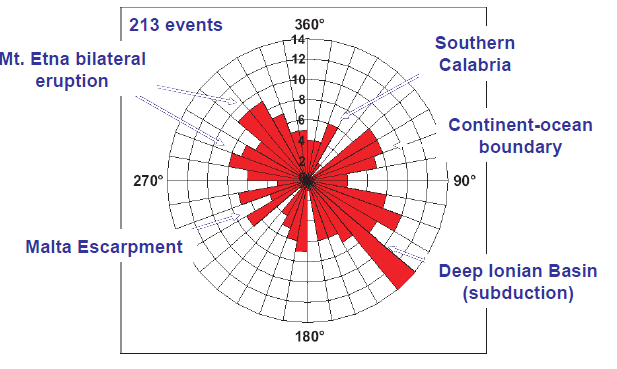 213 events
360°
Southern
Calabria
Mt. Etna bilateral
eruption
14
12
10
8
6
4
2
0
Continent-ocean
boundary
270°
90°
Malta Escarpment
Deep Ionian Basin
(subduction)
180°